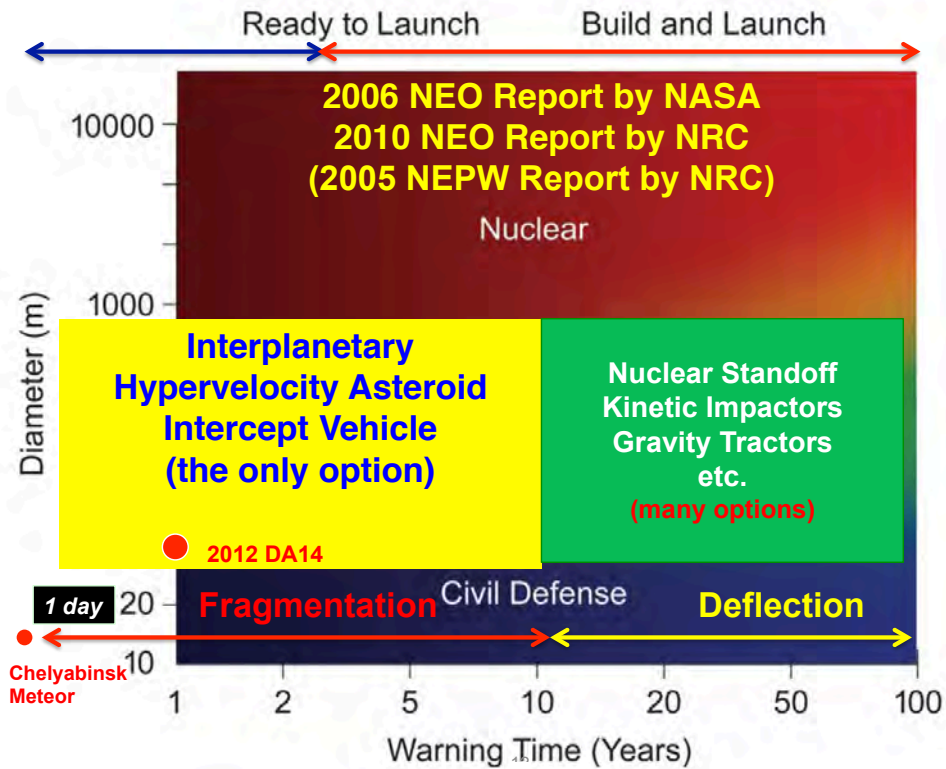 Ready to Launch
Build and Launch
2006 NEO Report by NASA
2010 NEO Report by NRC
(2005 NEPW Report by NRC)
Nuclear
10000
1000
20
10
Diameter (m)
Interplanetary
Hypervelocity Asteroid
Intercept Vehicle
(the only option)
Nuclear Standoff
Kinetic Impactors
Gravity Tractors
etc.
(many options)
2012 DA14
1 day
Fragmentation
Civil Defense
Deflection
Chelyabinsk
Meteor
1
2
5
10
20
50
100
Warning Time (Years)